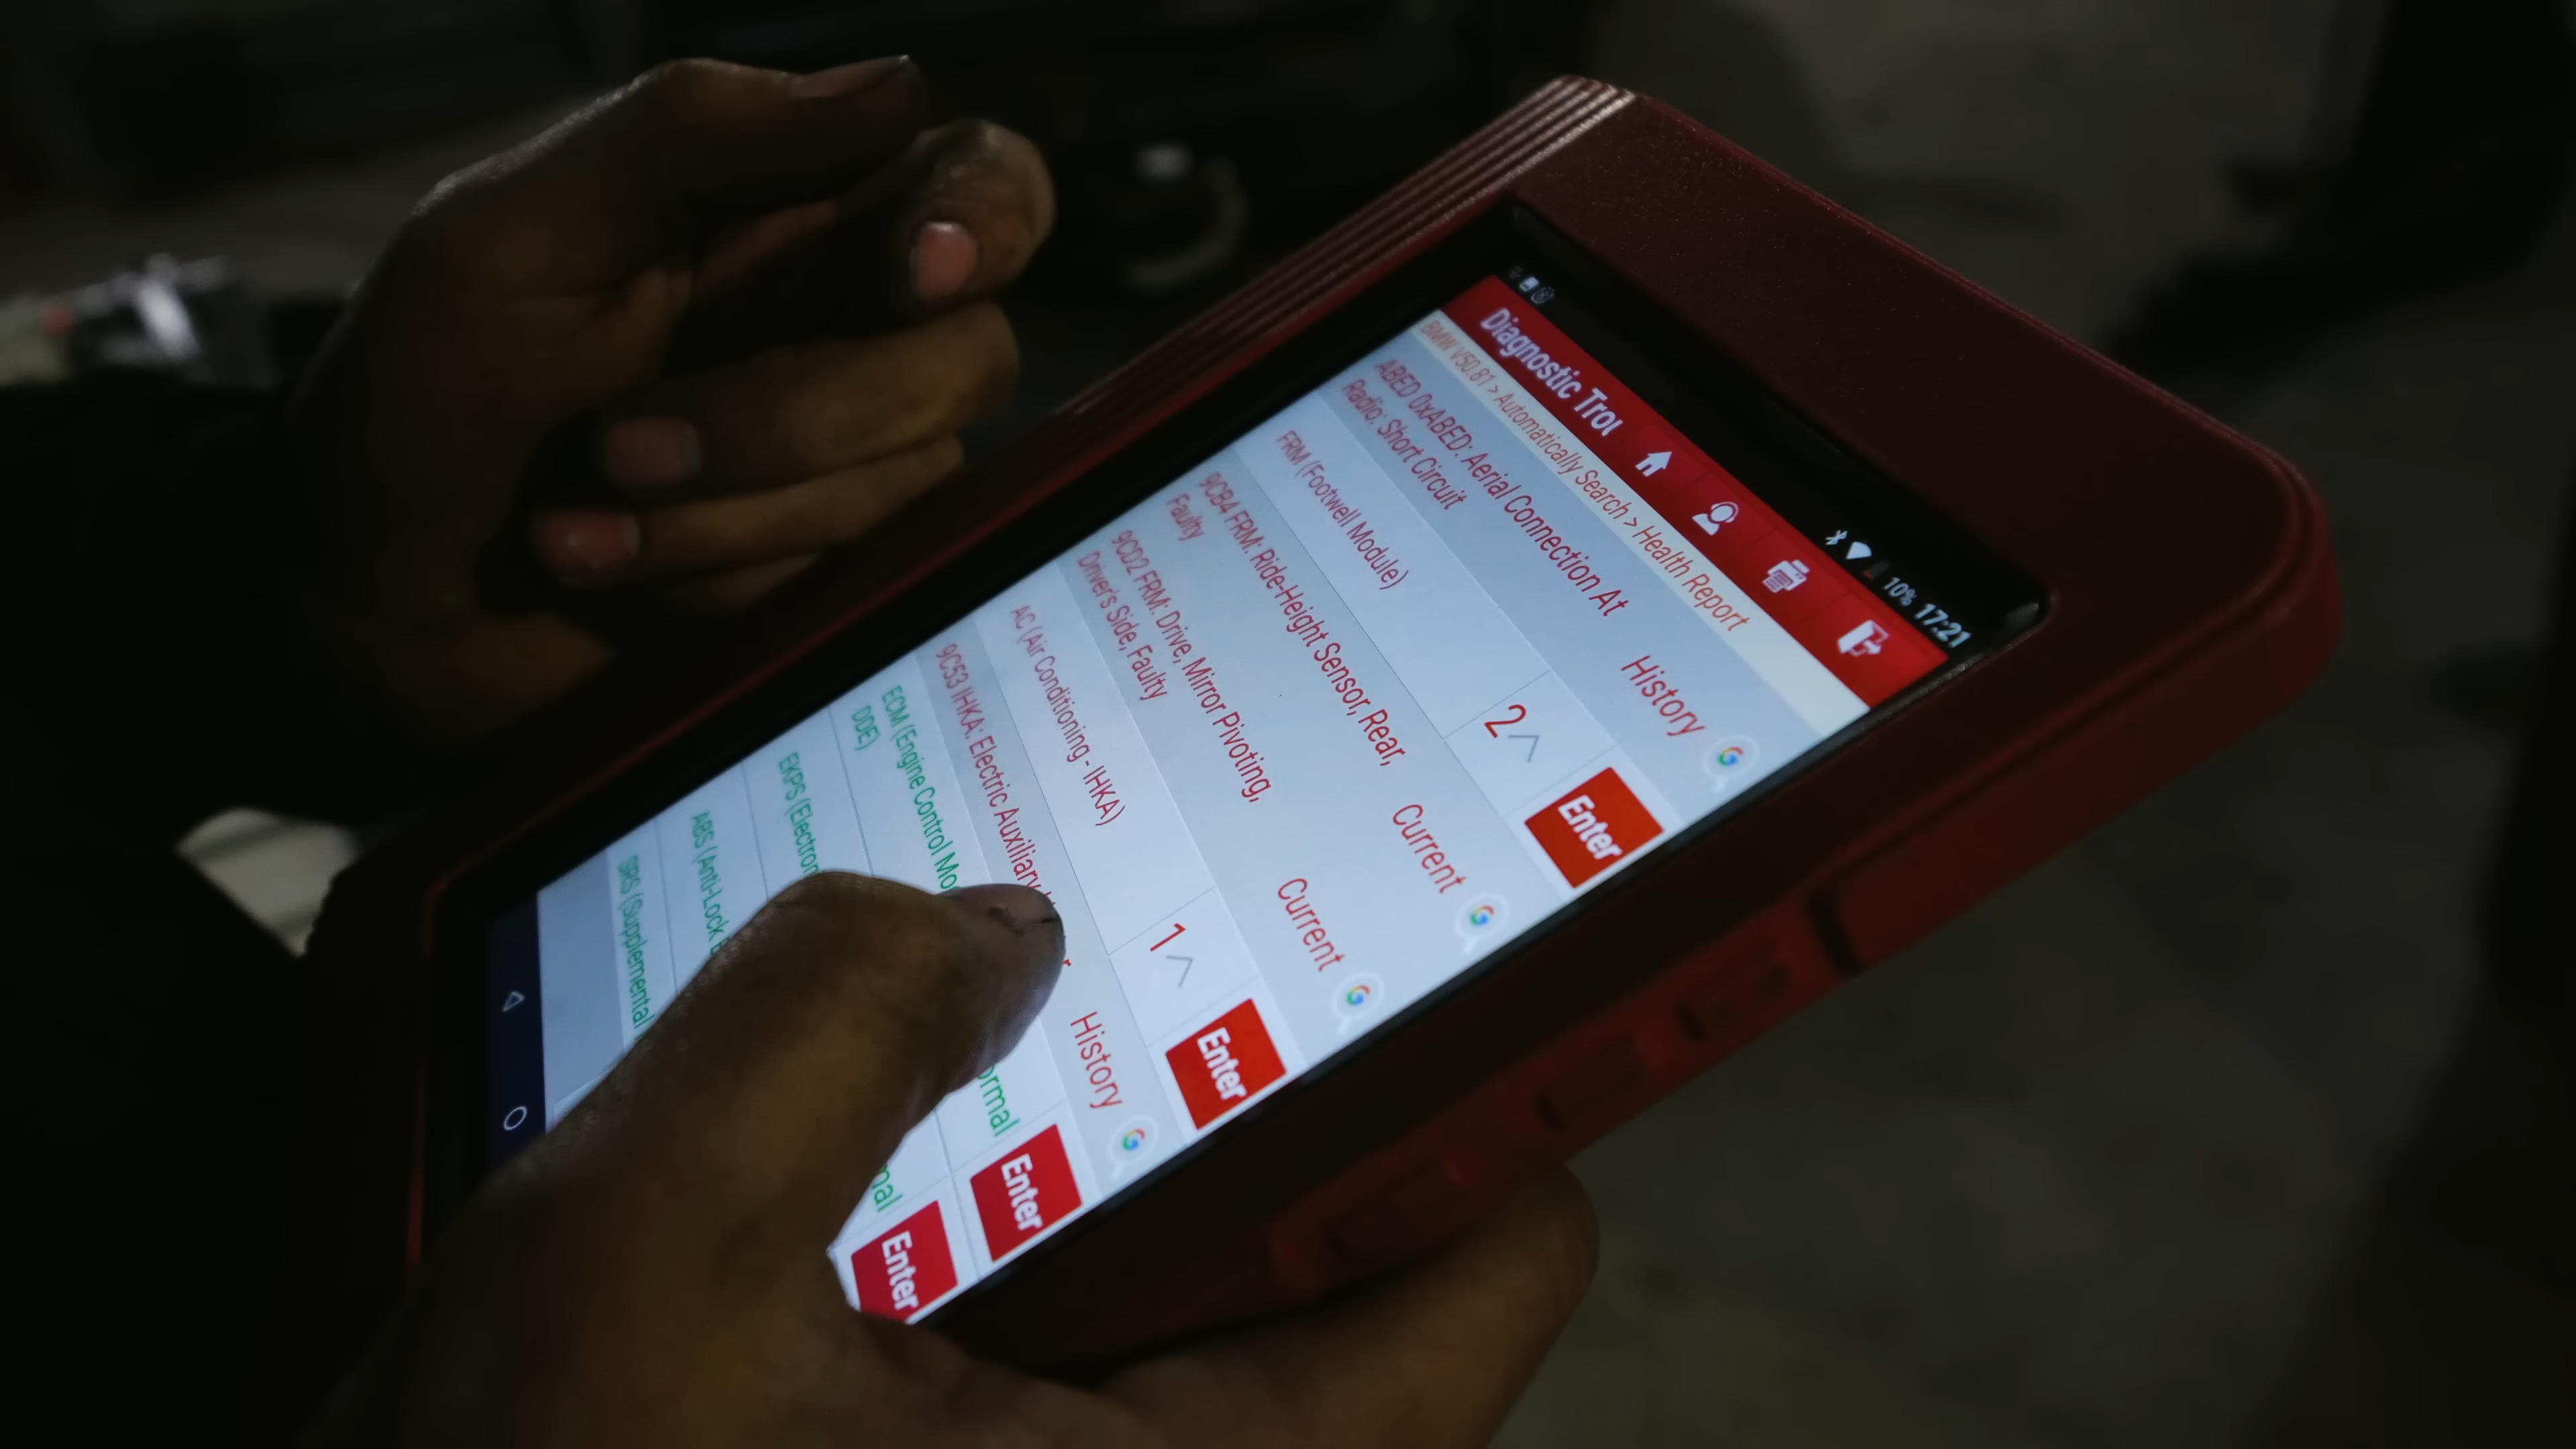 10% 17:21
Diagnostic Trol
BMW V50.81 > Automatically Search > Health Report
ABED 0xABED: Aerial Connection At
Radio: Short Circuit
History
FRM (Footwell Module)
2
Enter
9CB4 FRM: Ride-Height Sensor, Rear,
Faulty
Current
9CD2 FRM: Drive, Mirror Pivoting,
Driver's Side, Faulty
Current
AC (Air Conditioning - IHKA)
1
Enter
9C53 IHKA: Electric Auxiliary
History
ECM (Engine Control Mo
DDE)
ormal
Enter
EKPS (Electron
mal
Enter
ABS (Anti-Lock
SRS (Supplemental